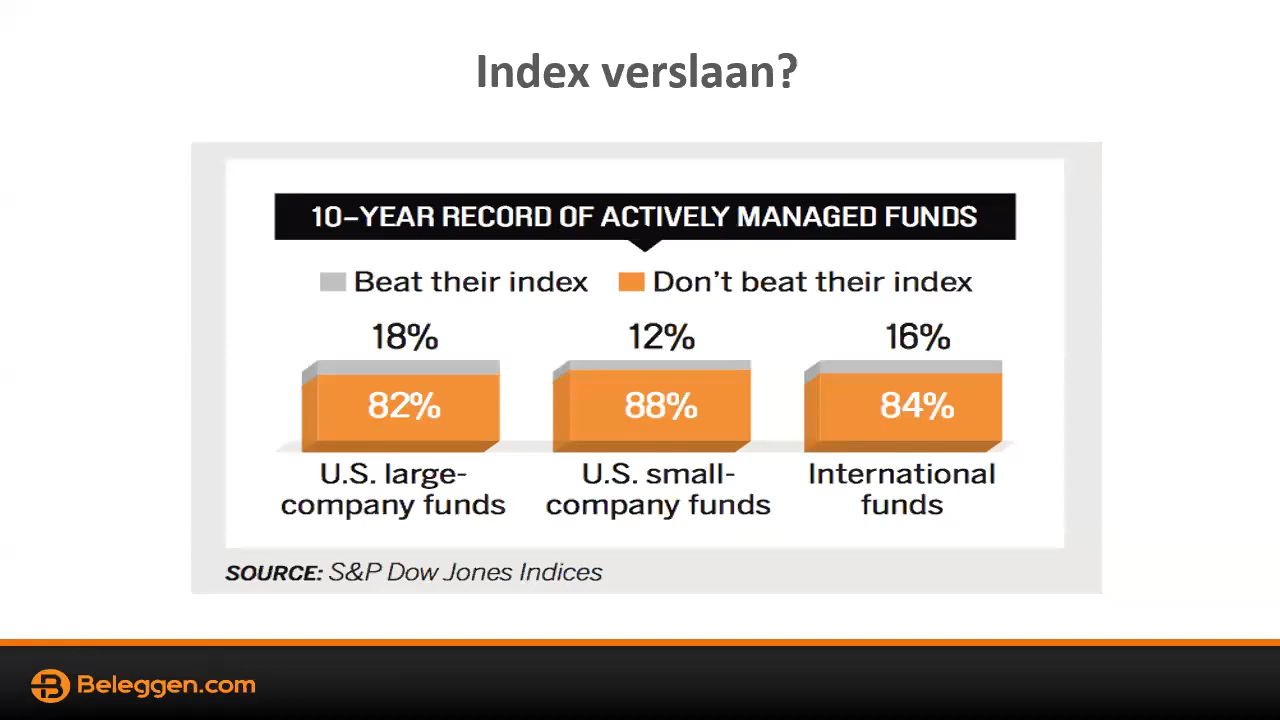 Index verslaan?
10–YEAR RECORD OF ACTIVELY MANAGED FUNDS
Beat their index Don't beat their index
18% 12% 16%
82% 88% 84%
U.S. large-
company funds
U.S. small-
company funds
International
funds
SOURCE: S&P Dow Jones Indices
Beleggen.com